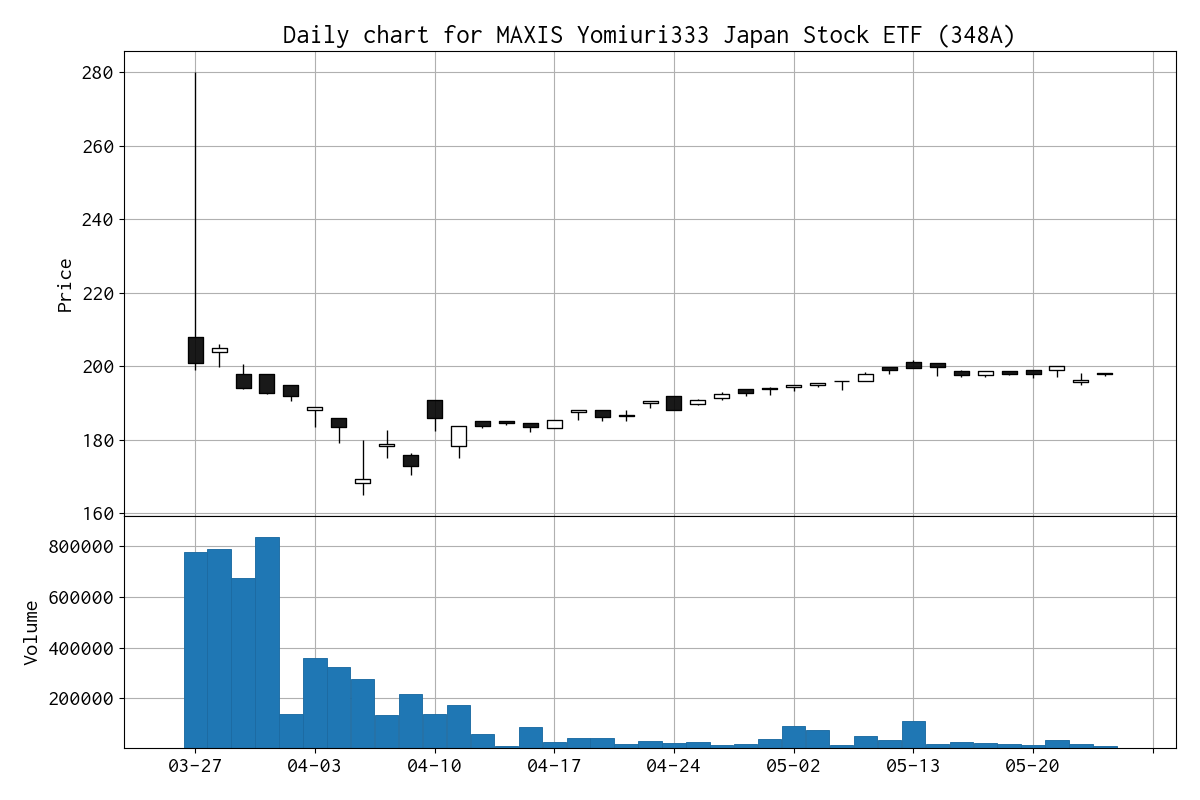 Daily chart for MAXIS Yomiuri333 Japan Stock ETF (348A)
280
260
240
220
200
180
160
Price
800000
600000
400000
200000
Volume
03-27 04-03 04-10 04-17 04-24 05-02 05-13 05-20